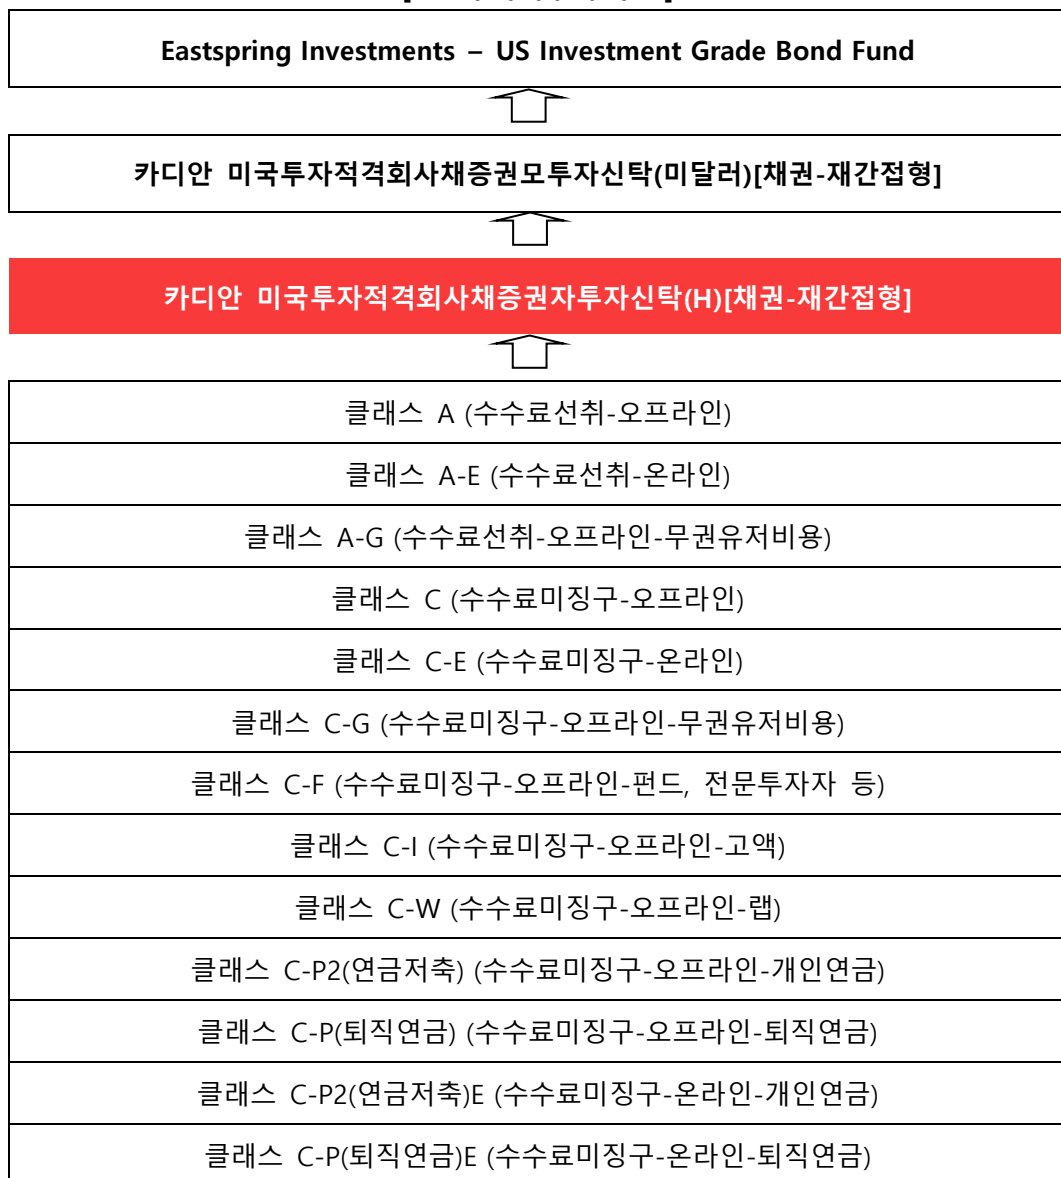 Eastspring Investments – US Investment Grade Bond Fund
카디안 미국투자적격회사채증권모투자신탁(미달러)[채권-재간접형]
카디안 미국투자적격회사채증권자투자신탁(H)[채권-재간접형]
클래스 A (수수료선취-오프라인)
클래스 A-E (수수료선취-온라인)
클래스 A-G (수수료선취-오프라인-무권유저비용)
클래스 C (수수료미징구-오프라인)
클래스 C-E (수수료미징구-온라인)
클래스 C-G (수수료미징구-오프라인-무권유저비용)
클래스 C-F (수수료미징구-오프라인-펀드, 전문투자자 등)
클래스 C-I (수수료미징구-오프라인-고액)
클래스 C-W (수수료미징구-오프라인-랩)
클래스 C-P2(연금저축) (수수료미징구-오프라인-개인연금)
클래스 C-P(퇴직연금) (수수료미징구-오프라인-퇴직연금)
클래스 C-P2(연금저축)E (수수료미징구-온라인-개인연금)
클래스 C-P(퇴직연금)E (수수료미징구-온라인-퇴직연금)